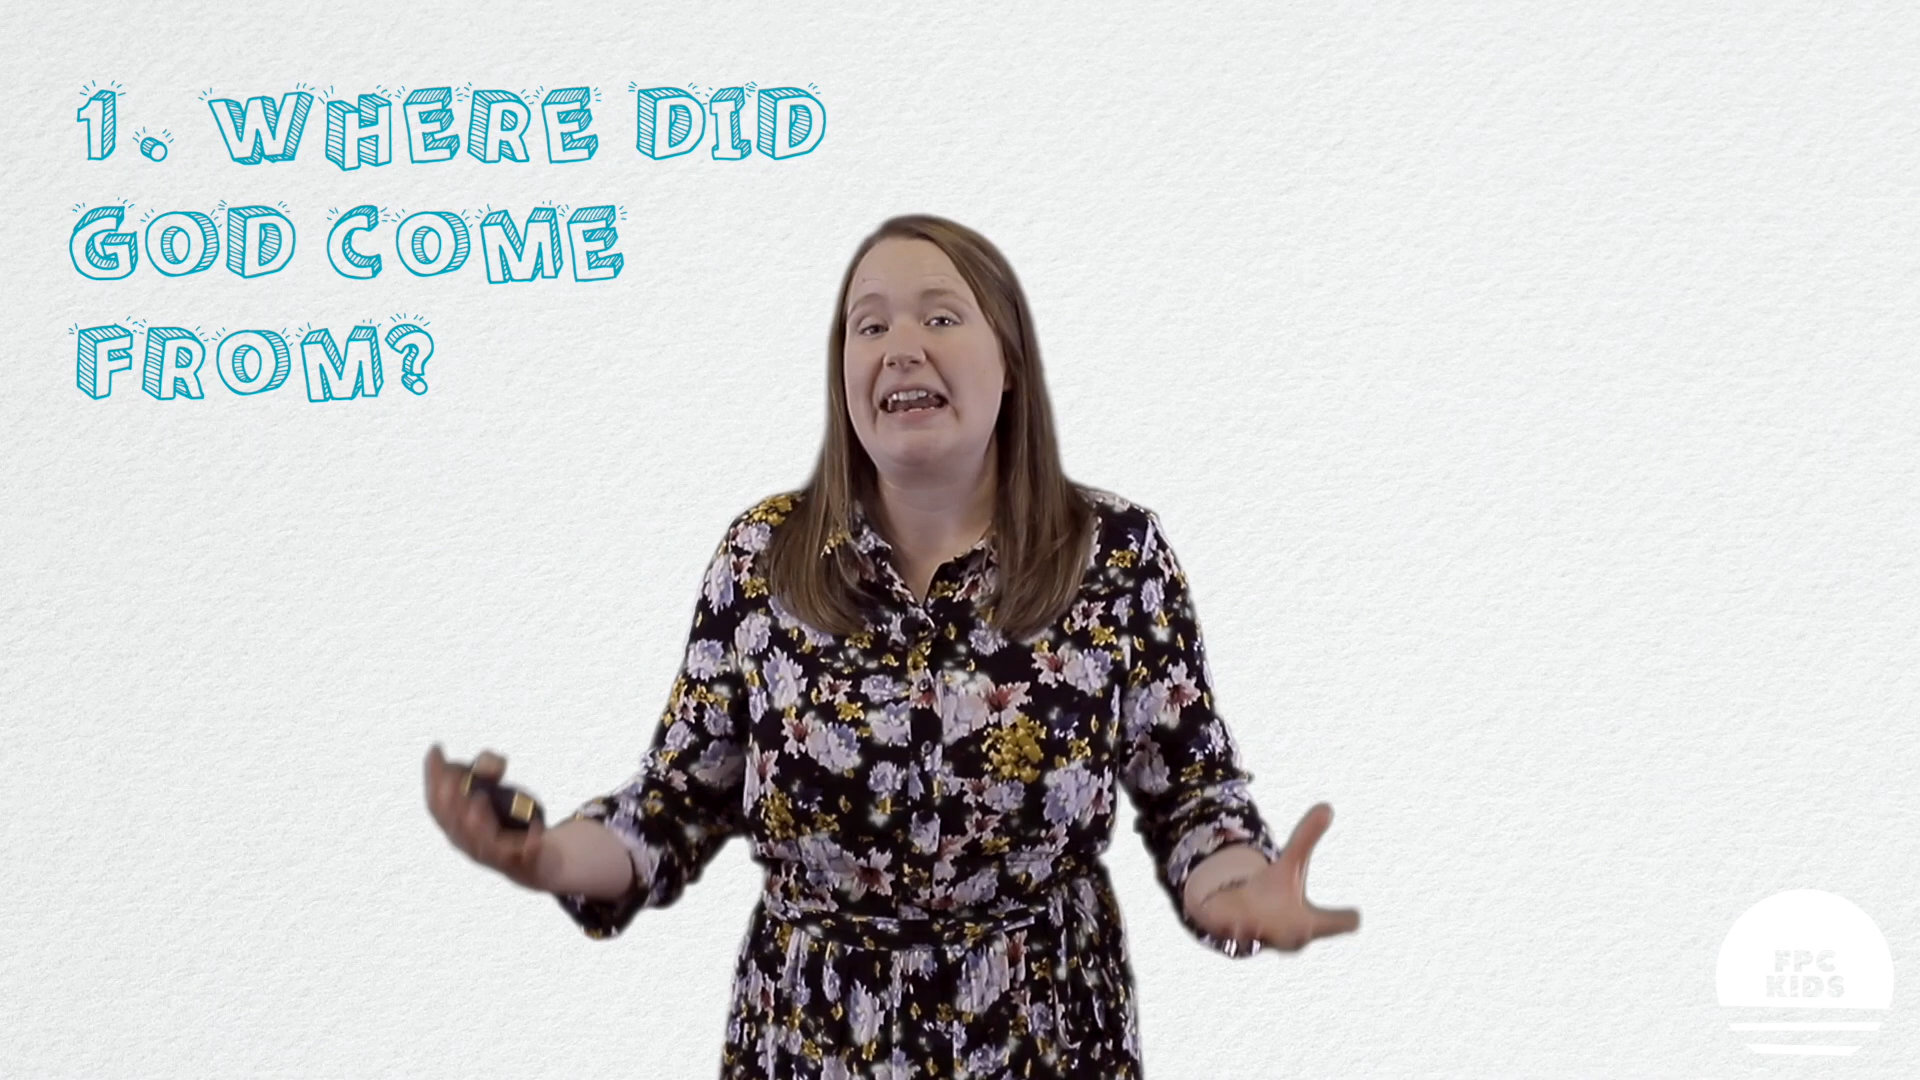 1. WHERE DID
GOD COME
FROM?
FPC
KIDS